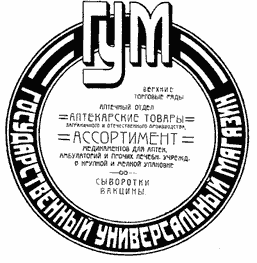 ГУМ
ВЕРХНИЕ
ТОРГОВЫЕ РЯДЫ
АПТЕЧНЫЙ ОТДЕЛ
АПТЕКАРСКИЕ ТОВАРЫ
ЗАГРАНИЧНОГО И ОТЕЧЕСТВЕННОГО ПРОИЗВОДСТВА,
АССОРТИМЕНТ
МЕДИКАМЕНТОВ ДЛЯ АПТЕК,
АМБУЛАТОРИЙ И ПРОЧИХ ЛЕЧЕБН. УЧРЕЖД.
В КРУПНОЙ И МЕЛКОЙ УПАКОВКЕ
СЫВОРОТКИ
ВАКЦИНЫ.
ГОСУДАРСТВЕННЫЙ УНИВЕРСАЛЬНЫЙ МАГАЗИН